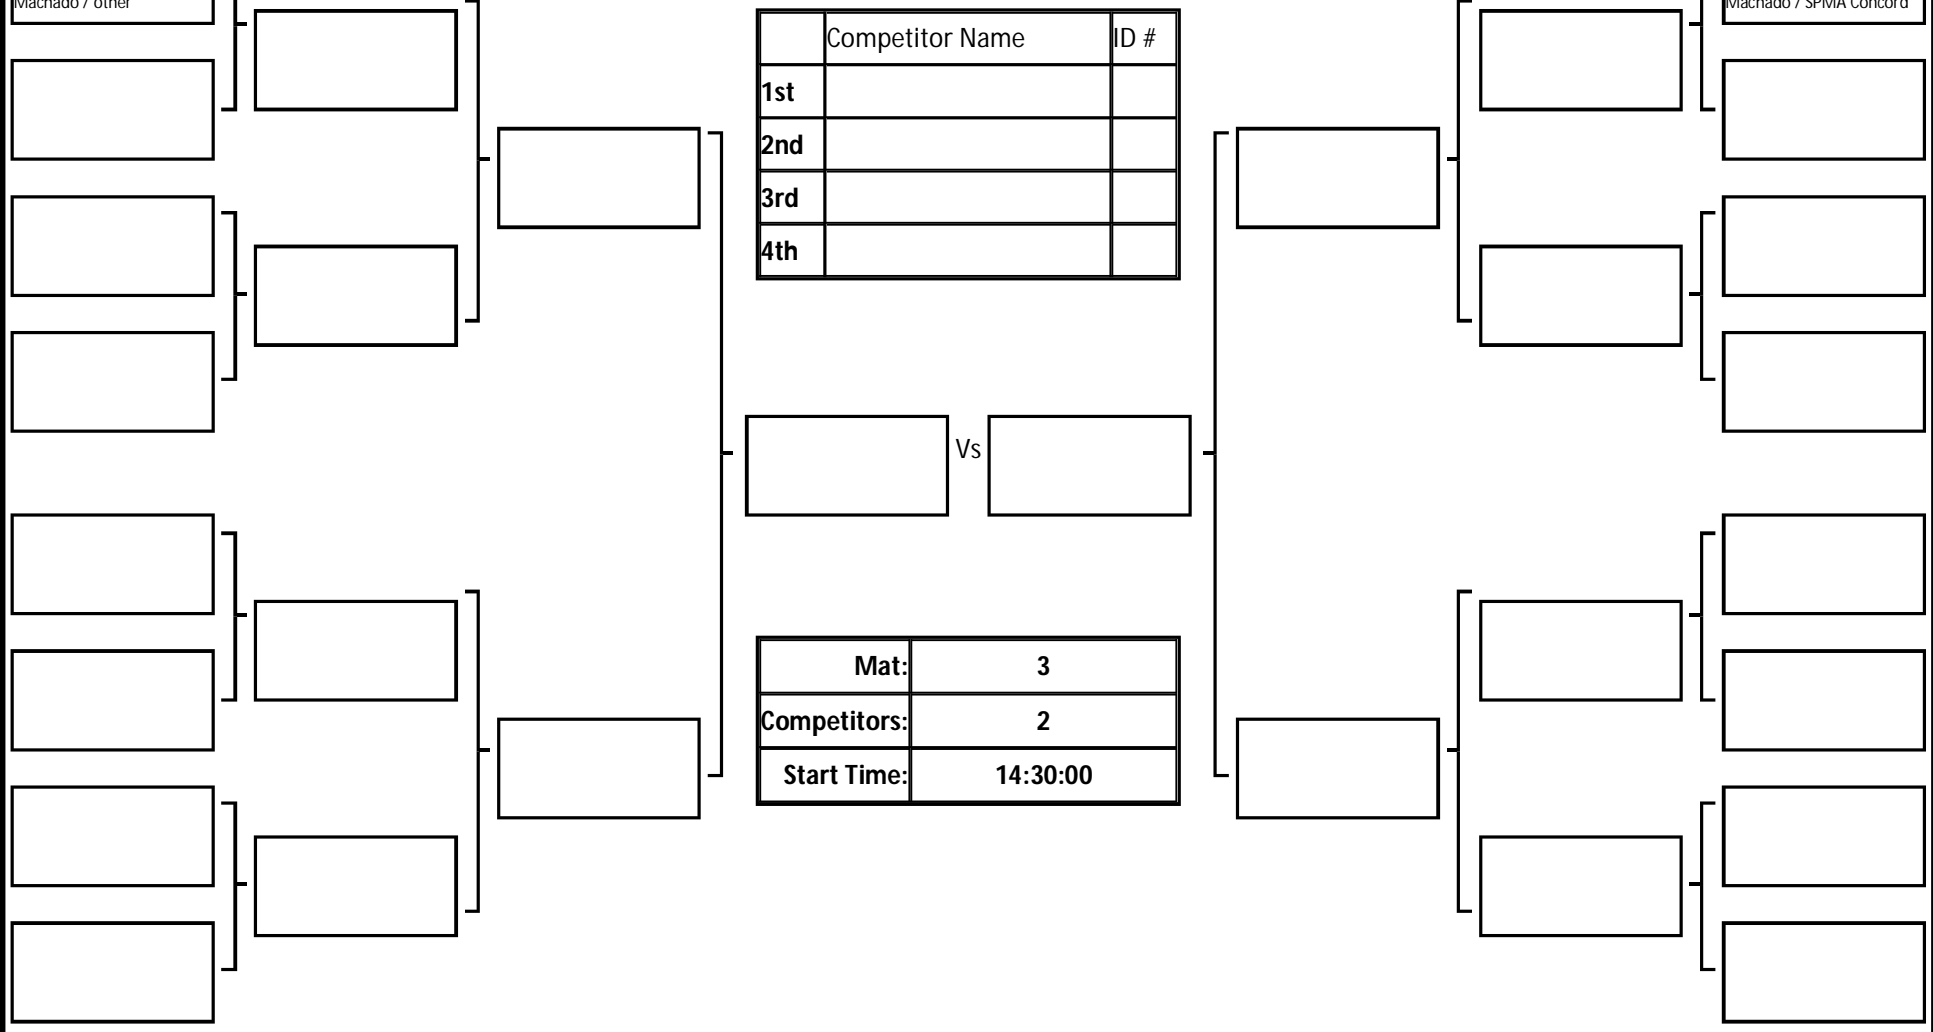 Machado / other
Machado / SPMA Concord
Competitor Name ID #
1st
2nd
3rd
4th
Vs
Mat: 3
Competitors: 2
Start Time: 14:30:00